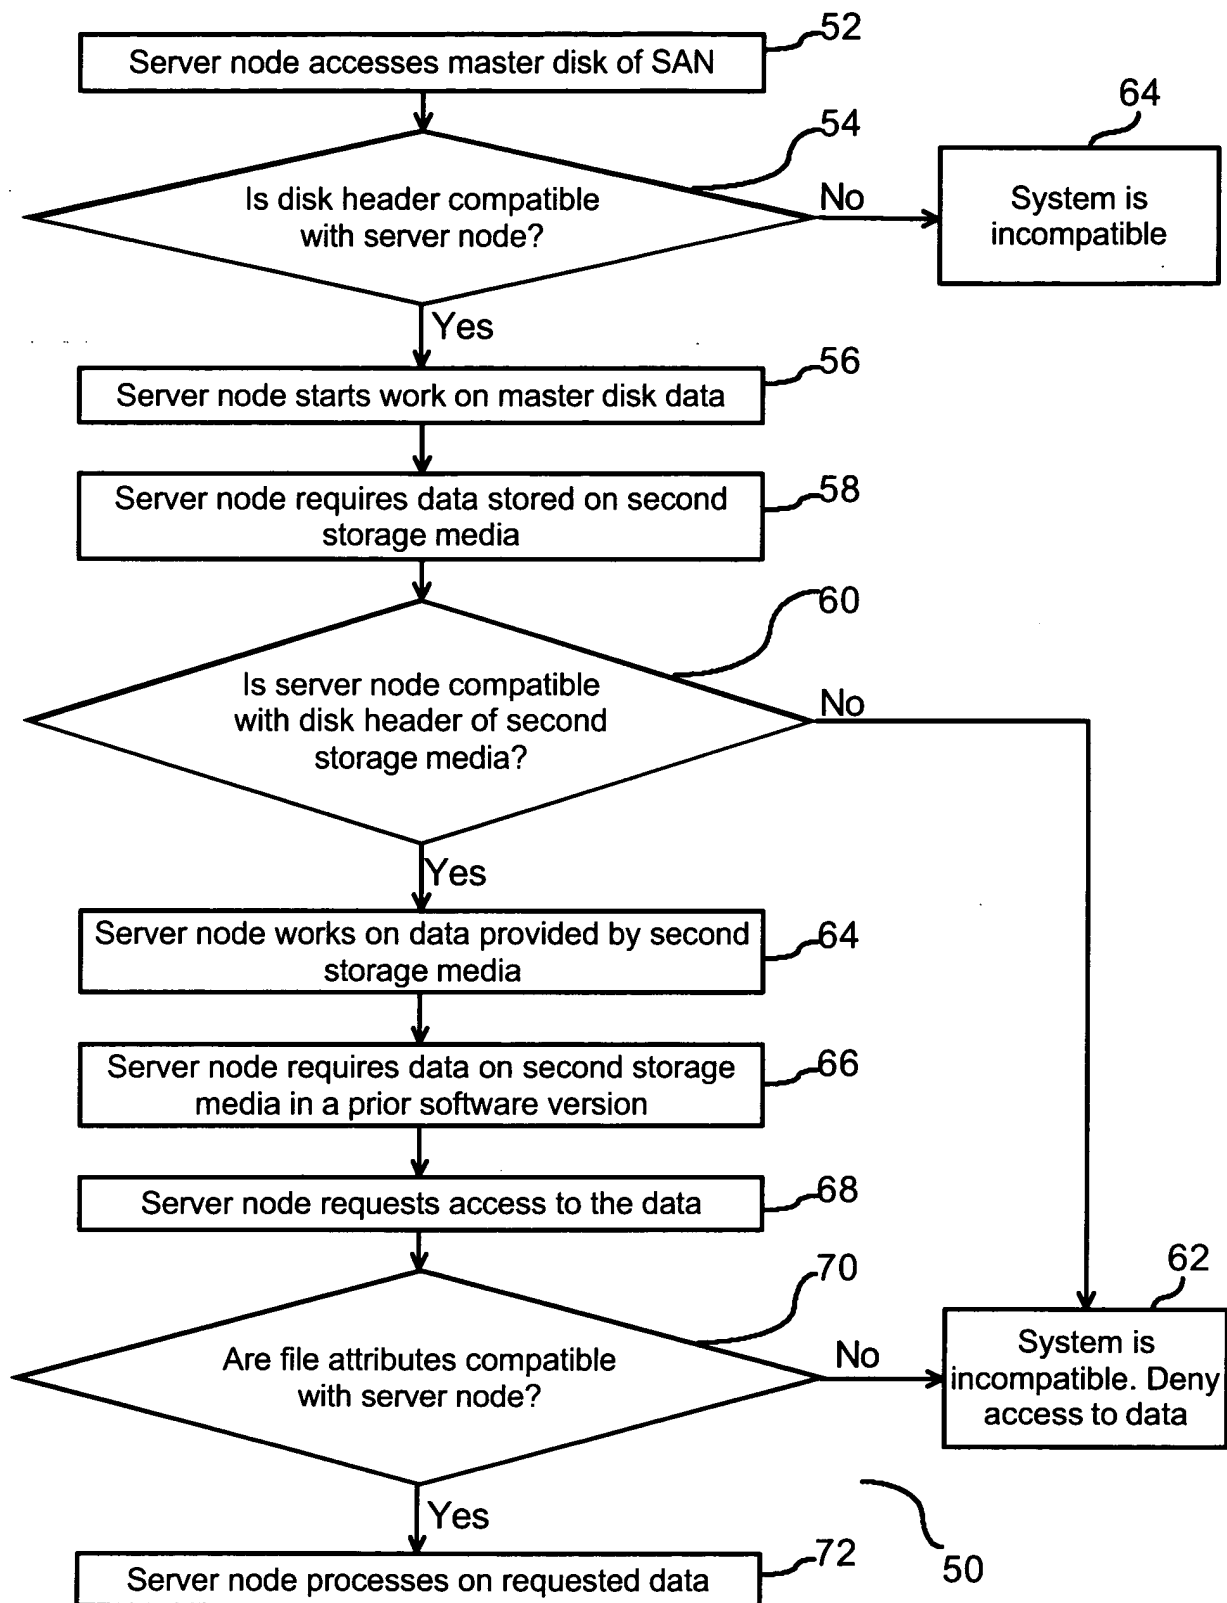 52
Server node accesses master disk of SAN
54
64
Is disk header compatible
with server node?
No
System is
incompatible
Yes
56
Server node starts work on master disk data
58
Server node requires data stored on second
storage media
60
Is server node compatible
with disk header of second
storage media?
No
Yes
Server node works on data provided by second
storage media
64
Server node requires data on second storage
media in a prior software version
66
Server node requests access to the data
68
70
62
Are file attributes compatible
with server node?
No
System is
incompatible. Deny
access to data
Yes
72
Server node processes on requested data
50